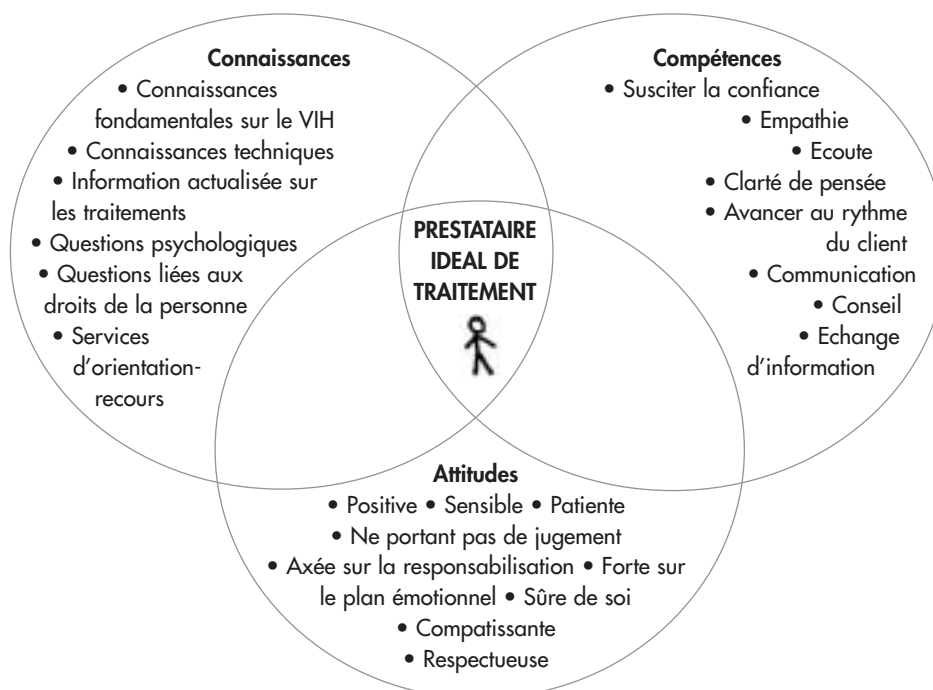 Connaissances
• Connaissances
fondamentales sur le VIH
• Connaissances techniques
• Information actualisée sur
les traitements
• Questions psychologiques
• Questions liées aux
droits de la personne
• Services
d'orientation-
recours
Compétences
• Susciter la confiance
• Empathie
• Ecoute
• Clarté de pensée
• Avancer au rythme
du client
• Communication
• Conseil
• Echange
d'information
PRESTATAIRE
IDEAL DE
TRAITEMENT
Attitudes
• Positive • Sensible • Patiente
• Ne portant pas de jugement
• Axée sur la responsabilisation • Forte sur
le plan émotionnel • Sûre de soi
• Compatissante
• Respectueuse